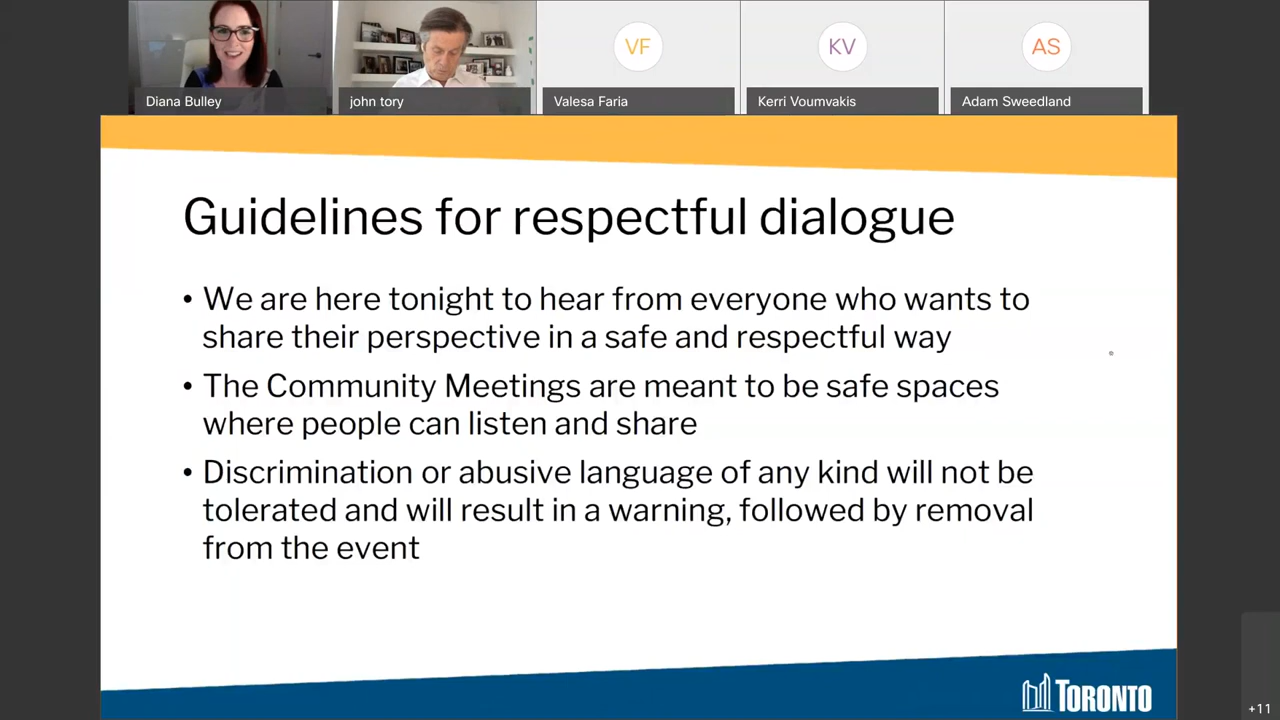 VF
KV
AS
Diana Bulley
john tory
Valesa Faria
Kerri Voumvakis
Adam Sweedland
Guidelines for respectful dialogue
• We are here tonight to hear from everyone who wants to
share their perspective in a safe and respectful way
• The Community Meetings are meant to be safe spaces
where people can listen and share
• Discrimination or abusive language of any kind will not be
tolerated and will result in a warning, followed by removal
from the event
TORONTO
+11